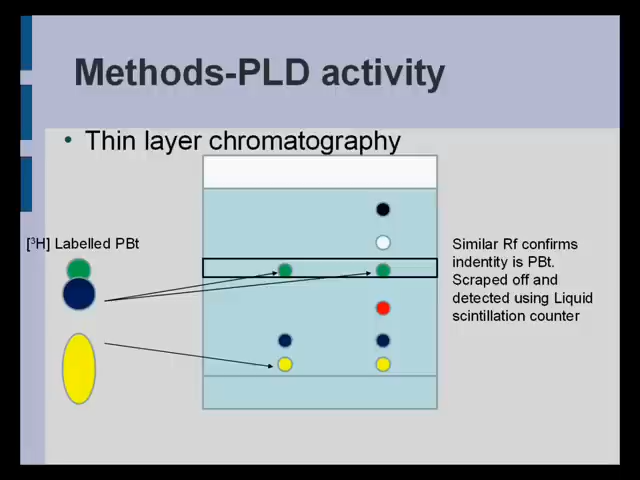 Methods-PLD activity
• Thin layer chromatography
[³H] Labelled PBt
Similar Rf confirms
indentity is PBt.
Scraped off and
detected using Liquid
scintillation counter